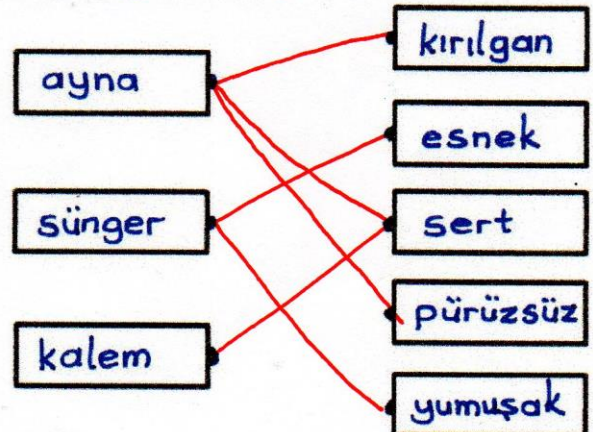 ayna
sünger
kalem
kırılgan
esnek
sert
pürüzsüz
yumuşak